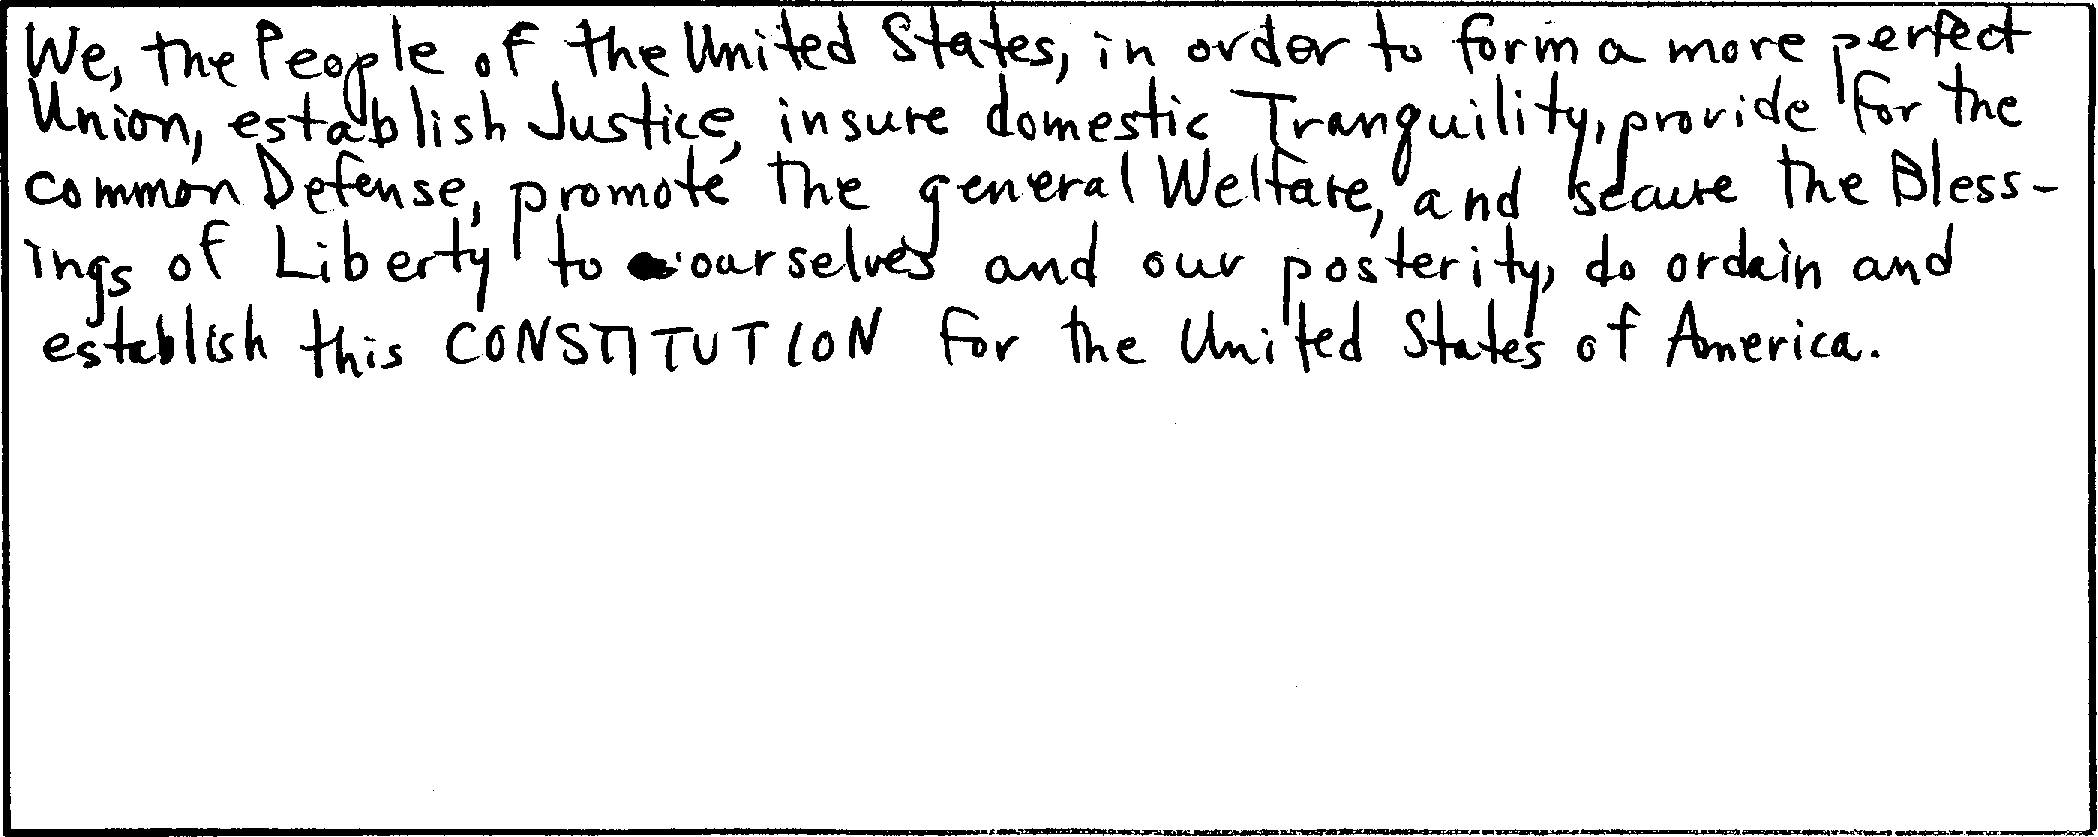 We, the People of the United States, in order to form a more perfect
Union, establish Justice, insure domestic Tranquility, provide for the
common Defense, promote the general Welfare, and secure the Bless-
ings of Liberty to ourselves and our posterity, do ordain and
establish this CONSTITUTION for the United States of America.